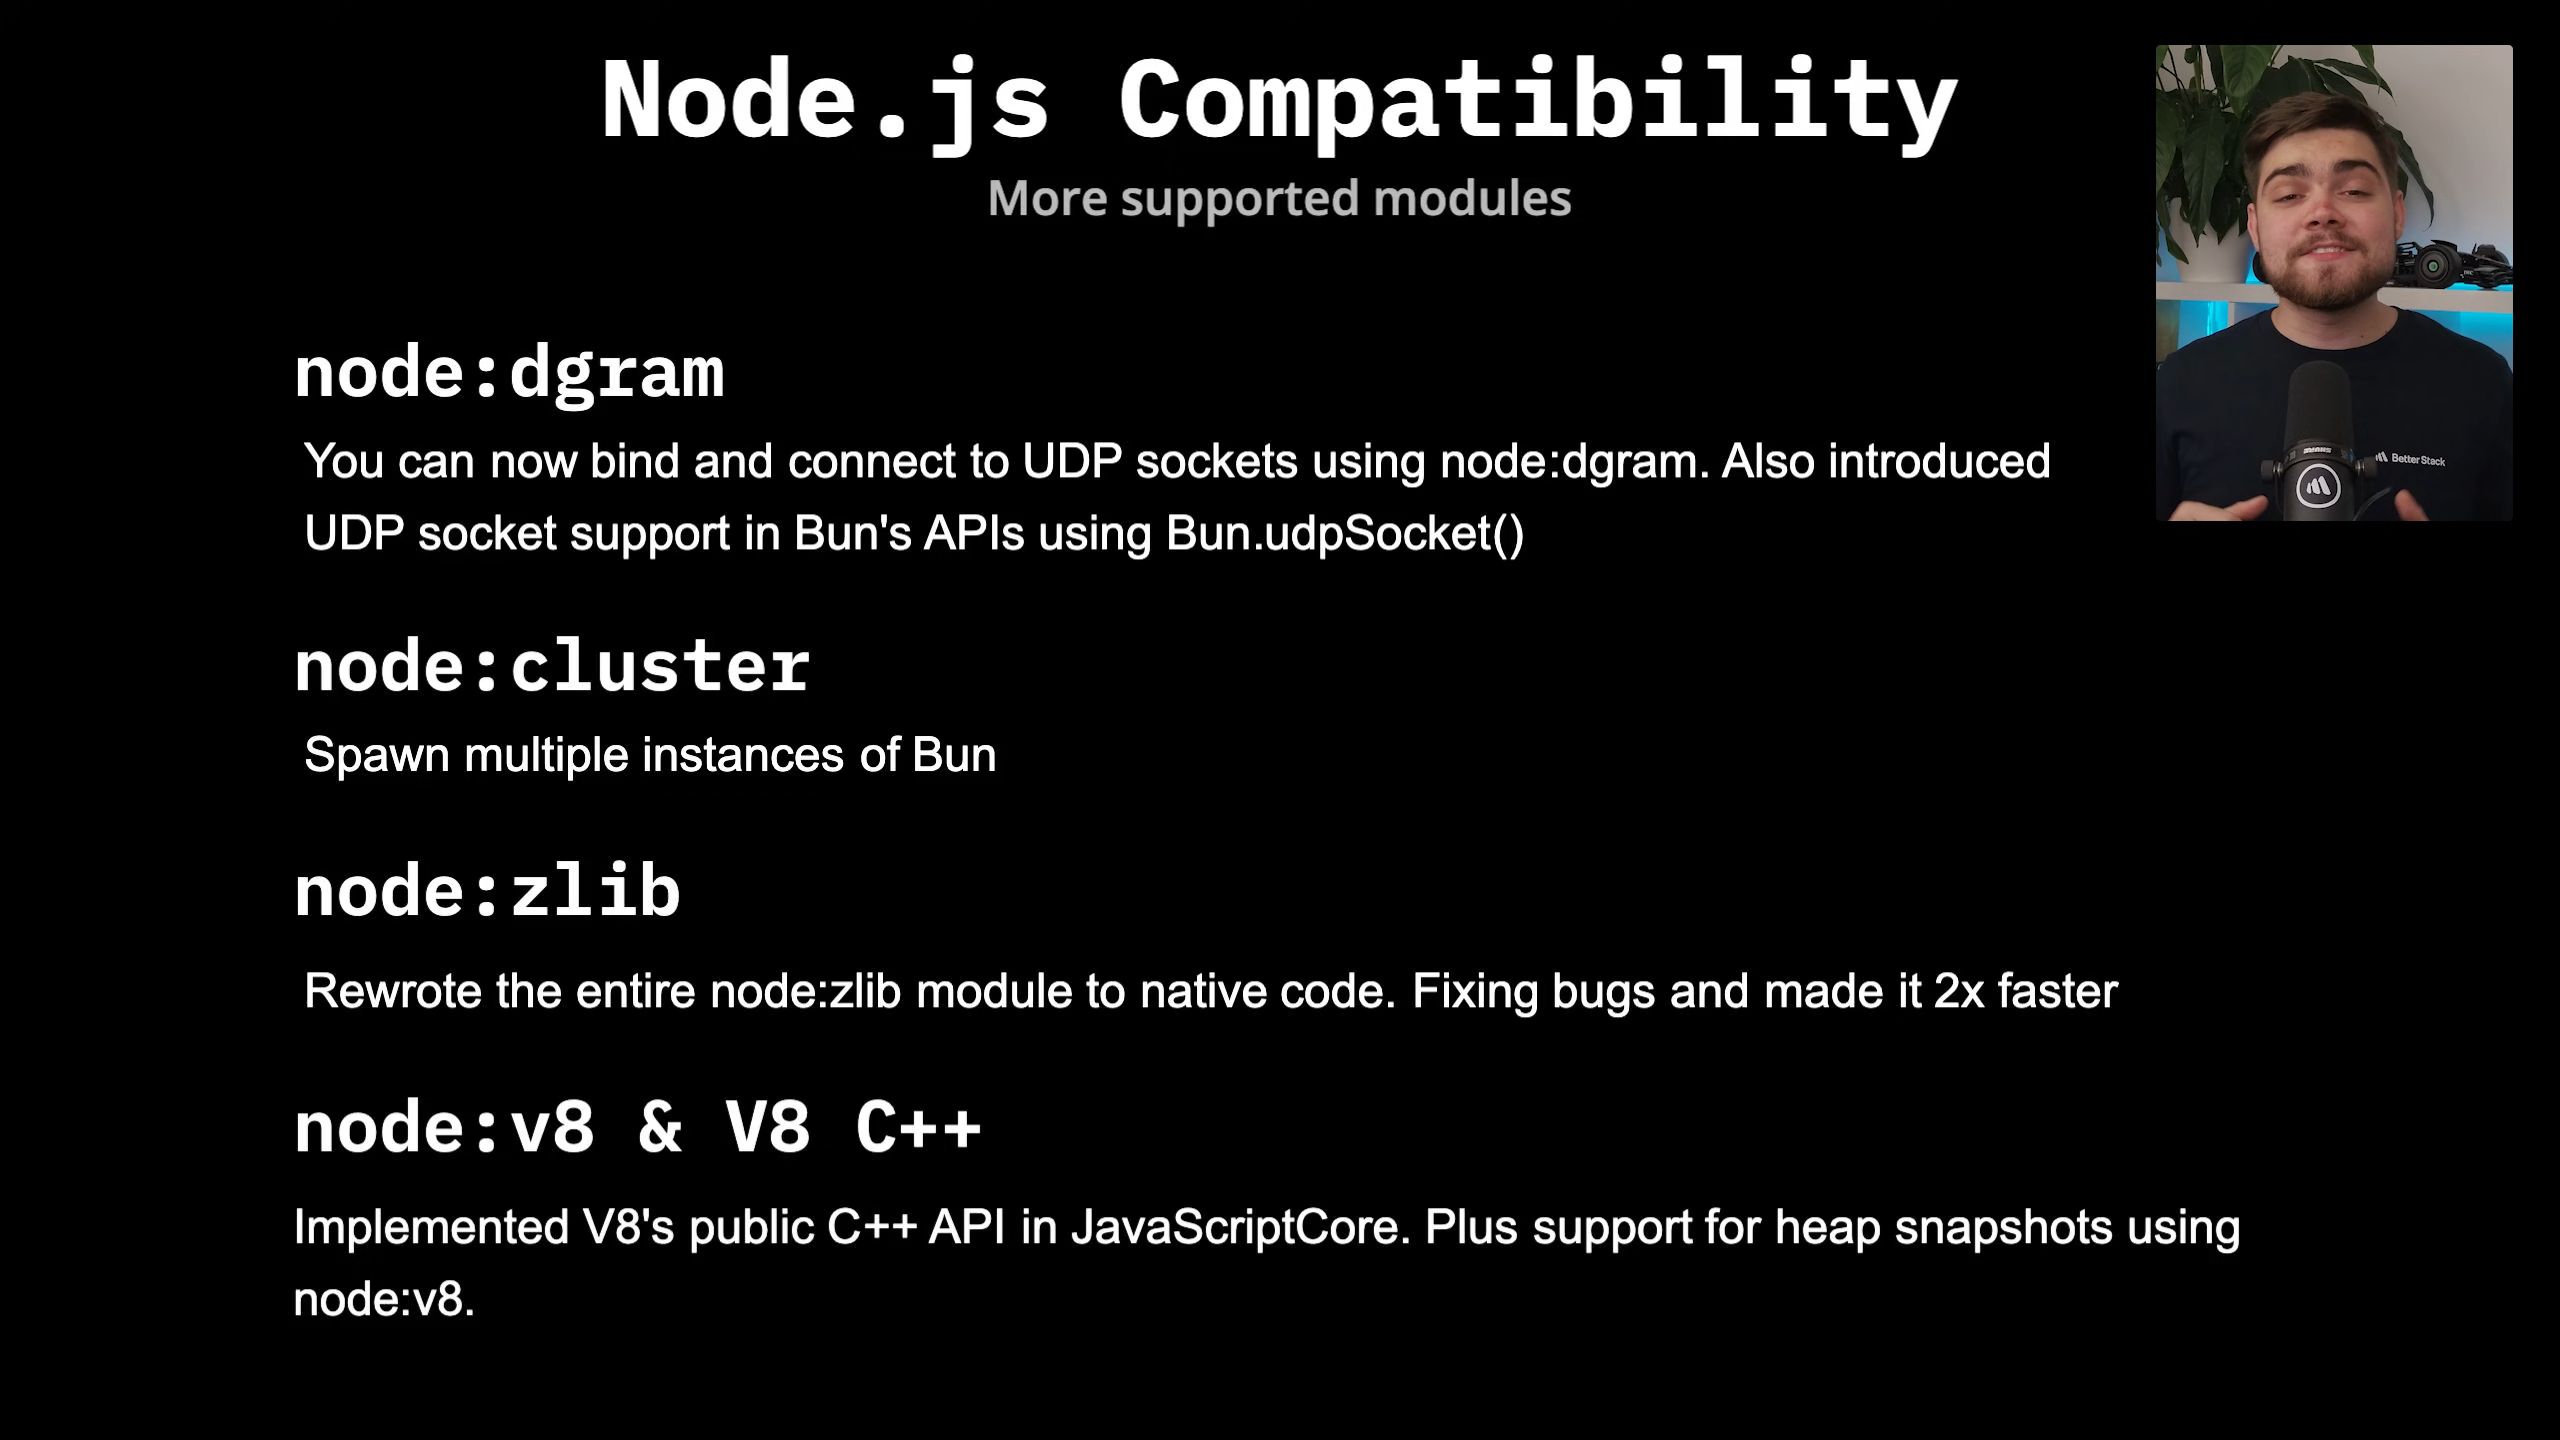 Node.js Compatibility
More supported modules
node:dgram
You can now bind and connect to UDP sockets using node:dgram. Also introduced
UDP socket support in Bun's APIs using Bun.udpSocket()
node:cluster
Spawn multiple instances of Bun
node:zlib
Rewrote the entire node:zlib module to native code. Fixing bugs and made it 2x faster
node:v8 & V8 C++
Implemented V8's public C++ API in JavaScriptCore. Plus support for heap snapshots using
node:v8.
Better Stack